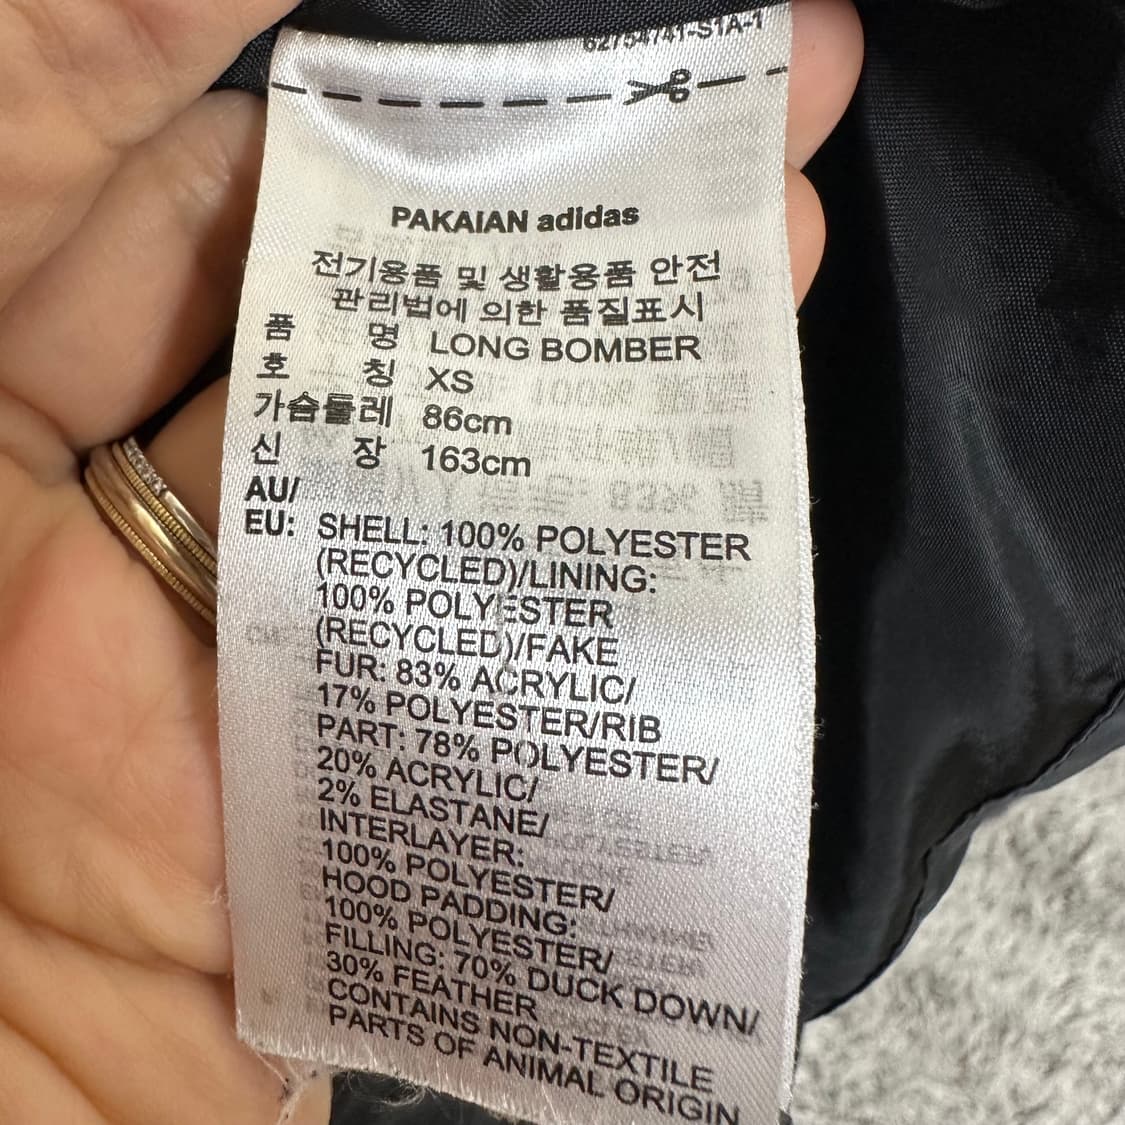 62754741-S1A-1
PAKAIAN adidas
전기용품 및 생활용품 안전
관리법에 의한 품질표시
품 명 LONG BOMBER
호 칭 XS
가슴둘레 86cm
신 장 163cm
AU/
EU: SHELL: 100% POLYESTER
(RECYCLED)/LINING:
100% POLYESTER
(RECYCLED)/FAKE
FUR: 83% ACRYLIC/
17% POLYESTER/RIB
PART: 78% POLYESTER/
20% ACRYLIC/
2% ELASTANE/
INTERLAYER:
100% POLYESTER/
HOOD PADDING:
100% POLYESTER/
FILLING: 70% DUCK DOWN/
30% FEATHER
CONTAINS NON-TEXTILE
PARTS OF ANIMAL ORIGIN